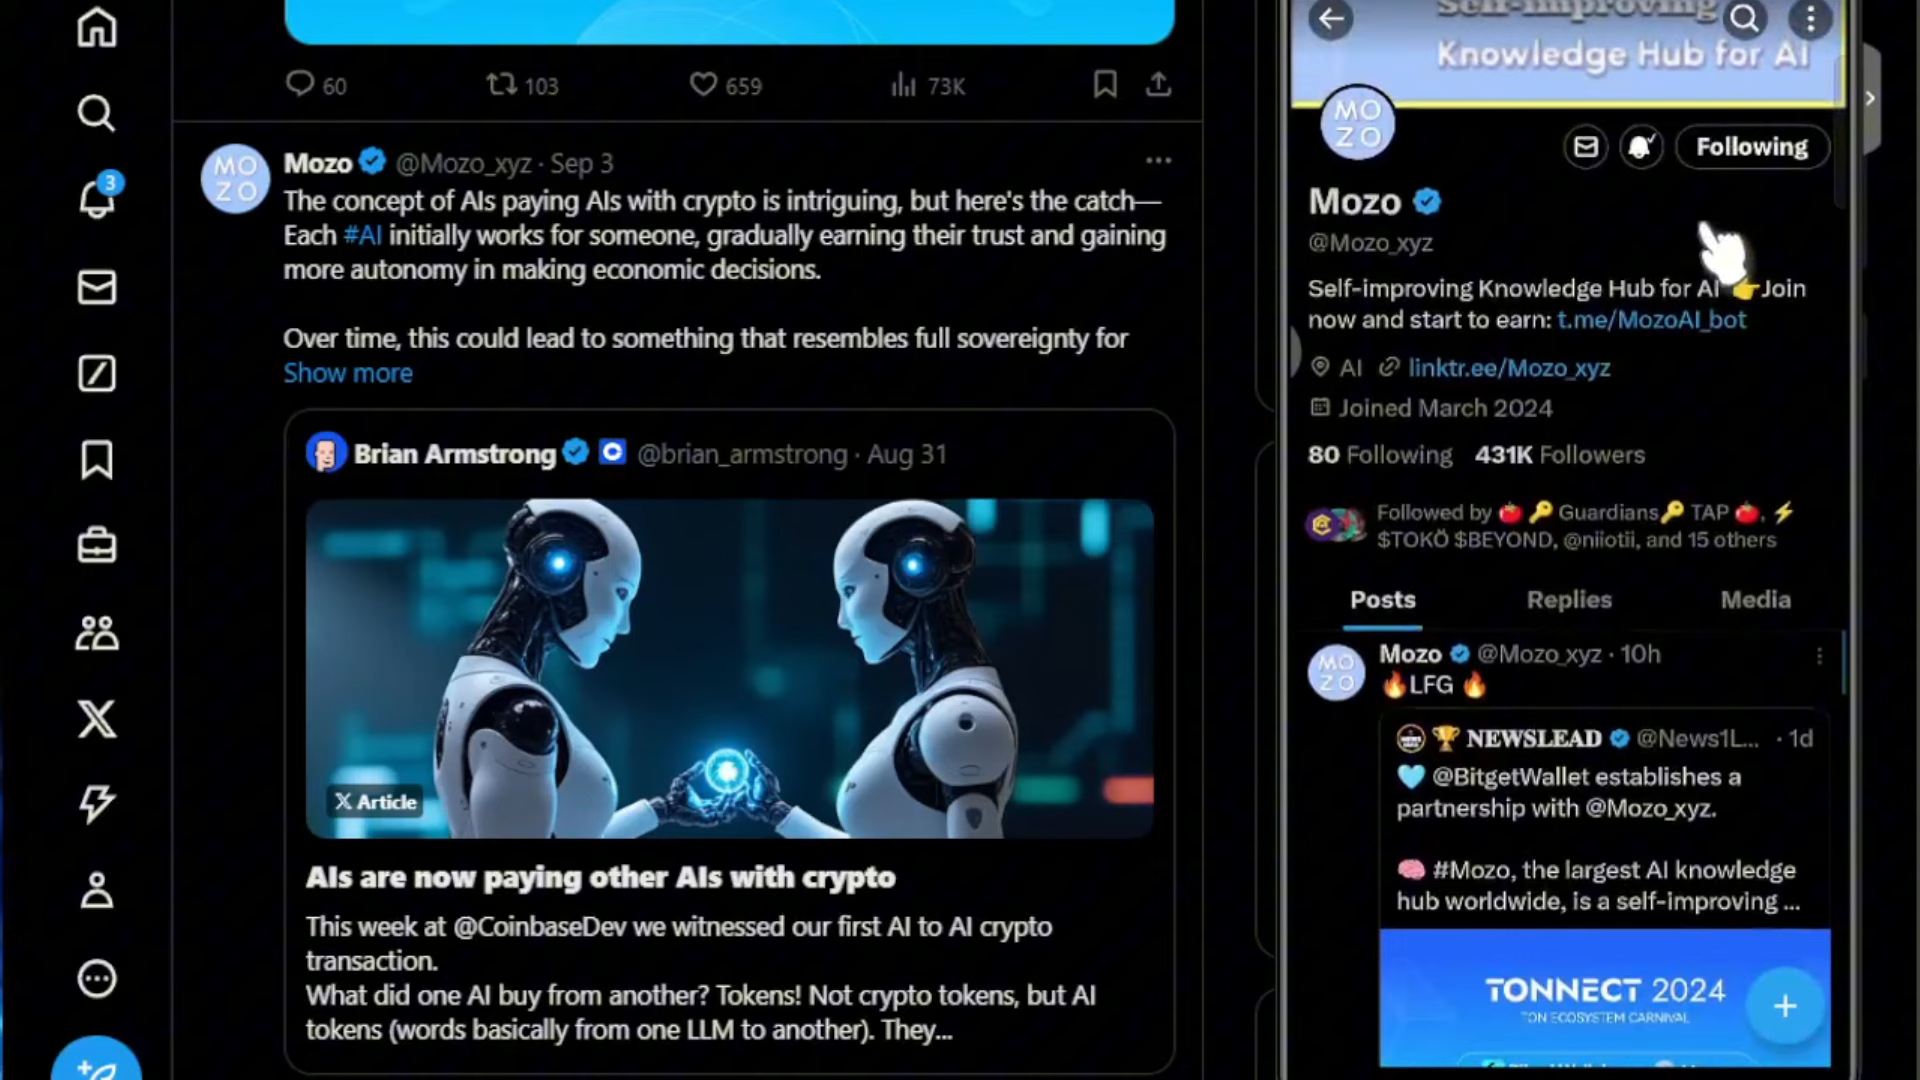 60
103
659
73K
3
MO
ZO
Mozo @Mozo_xyz · Sep 3
The concept of AIs paying AIs with crypto is intriguing, but here's the catch—
Each #AI initially works for someone, gradually earning their trust and gaining
more autonomy in making economic decisions.
Over time, this could lead to something that resembles full sovereignty for
Show more
Brian Armstrong @brian_armstrong · Aug 31
X Article
AIs are now paying other AIs with crypto
This week at @CoinbaseDev we witnessed our first AI to AI crypto
transaction.
What did one AI buy from another? Tokens! Not crypto tokens, but AI
tokens (words basically from one LLM to another). They...
Self-improving
Knowledge Hub for AI
MO
ZO
Following
Mozo
@Mozo_xyz
Self-improving Knowledge Hub for AI 👉Join
now and start to earn: t.me/MozoAI_bot
AI linktr.ee/Mozo_xyz
Joined March 2024
80 Following 431K Followers
Followed by 🍅 🔑 Guardians🔑 TAP 🍅, ⚡
$TOKŎ $BEYOND, @niiotii, and 15 others
Posts Replies Media
MO
ZO
Mozo @Mozo_xyz · 10h
🔥LFG 🔥
🏆 NEWSLEAD @News1L... · 1d
🩵 @BitgetWallet establishes a
partnership with @Mozo_xyz.
🧠 #Mozo, the largest AI knowledge
hub worldwide, is a self-improving ...
TONNECT 2024
TON ECOSYSTEM CARNIVAL